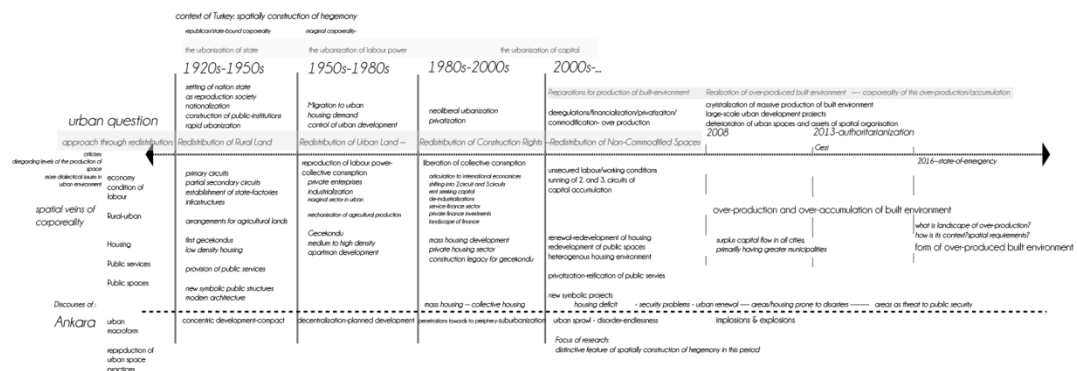 context of Turkey: spatially construction of hegemony
republican/state-bound corporeality
marginal corporeality-
the urbanization of state
the urbanization of labour power
the urbanization of capital
1920s-1950s
1950s-1980s
1980s-2000s
2000s-...
urban question
setting of nation state
as reproduction society
nationalization
construction of public-institutions
rapid urbanization
Migration to urban
housing demand
control of urban development
neoliberal urbanization
privatization
Preparations for production of built-environment
deregulations/financialisation/privatizaiton/
commodification- over production
Realization of over-produced built environment ---- corporeality of this over-production/accumulation
crystalization of massive production of built environment
large-scale urban development projects
deterioration of urban spaces and assets of spatial organisation
approach through redistribution:
Redistribution of Rural Land
Redistribution of Urban Land --
Redistribution of Construction Rights
--Redistribution of Non-Commodified Spaces
2008
2013-authoritarianization
Gezi
2016--state-of-emergency
criticises
disregarding levels of the production of
space
more dialectical issues in
urban environment
spatial veins of
corporeality
economy
condition of
labour
Rural-urban
Housing
Public services
Public spaces
primary circuits
partial secondary circuits
establishment of state-factories
infrastructures
arrangements for agricultural lands
first gecekondus
low density housing
provision of public services
new symbolic public structures
modern architecture
reproduction of labour power-
collective consmption
private enterprises
industrialization
marginal sector in urban
mechanisation of agricultural production
Gecekondu
medium to high density
apartman development
liberation of collective consmption
articulation to international economices
shifting into 2.circuit and 3.circuits
rent seeking capital
de-industrializations
service-finance sector
private finance investments
landscape of finance
mass housing development
private housing sector
construction legacy for gecekondu
unsecured labour/working conditions
running of 2. and 3. circuits of
capital accumulation
renewal-redevelopment of housing
redevelopment of public spaces
heterogenous housing environment
privatization-reification of public servies
new symbolic projects
over-production and over-accumulation of built environment
surplus capital flow in all cities,
primarily having greater municipalities
what is landscape of over-production?
how is its context?spatial requirements?
form of over-produced built environment
Discourses of :
mass housing -- collective housing
housing deficit - security problems - urban renewal ---- areas/housing prone to disasters -------- areas as threat to public security
Ankara
urban
macroform
concentric development-compact
decentralization-planned development
penetrations towards to periphery-suburbanization
urban sprawl - disorder-endlessness
implosions & explosions
reprpduction of
urban space
practices
Focus of research:
distinctive feature of spatially construction of hegemony in this period